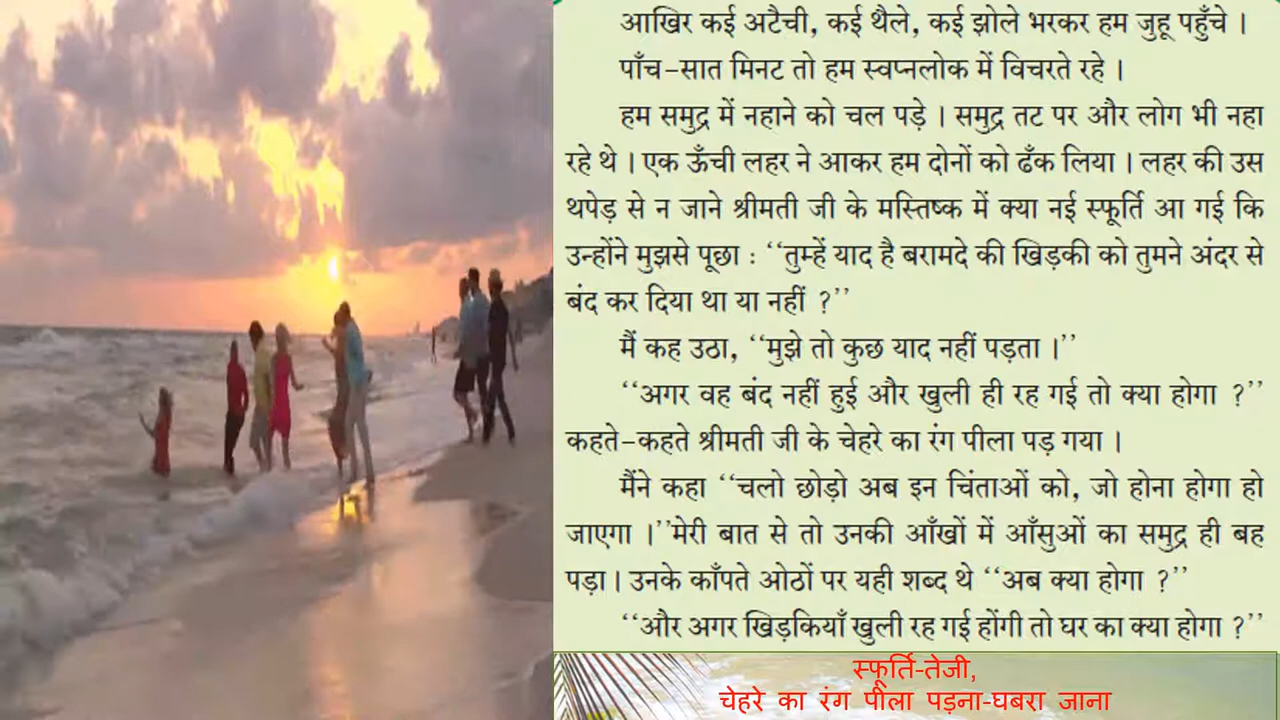 आखिर कई अटैची, कई थैले, कई झोले भरकर हम जुहू पहुँचे ।
पाँच-सात मिनट तो हम स्वप्नलोक में विचरते रहे ।
हम समुद्र में नहाने को चल पड़े । समुद्र तट पर और लोग भी नहा
रहे थे । एक ऊँची लहर ने आकर हम दोनों को ढँक लिया । लहर की उस
थपेड़ से न जाने श्रीमती जी के मस्तिष्क में क्या नई स्फूर्ति आ गई कि
उन्होंने मुझसे पूछा : ‘‘तुम्हें याद है बरामदे की खिड़की को तुमने अंदर से
बंद कर दिया था या नहीं ?’’
मैं कह उठा, ‘‘मुझे तो कुछ याद नहीं पड़ता ।’’
‘‘अगर वह बंद नहीं हुई और खुली ही रह गई तो क्या होगा ?’’
कहते-कहते श्रीमती जी के चेहरे का रंग पीला पड़ गया ।
मैंने कहा ‘‘चलो छोड़ो अब इन चिंताओं को, जो होना होगा हो
जाएगा ।’’मेरी बात से तो उनकी आँखों में आँसुओं का समुद्र ही बह
पड़ा । उनके काँपते ओठों पर यही शब्द थे ‘‘अब क्या होगा ?’’
‘‘और अगर खिड़कियाँ खुली रह गई होंगी तो घर का क्या होगा ?’’
स्फूर्ति-तेजी,
चेहरे का रंग पीला पड़ना-घबरा जाना